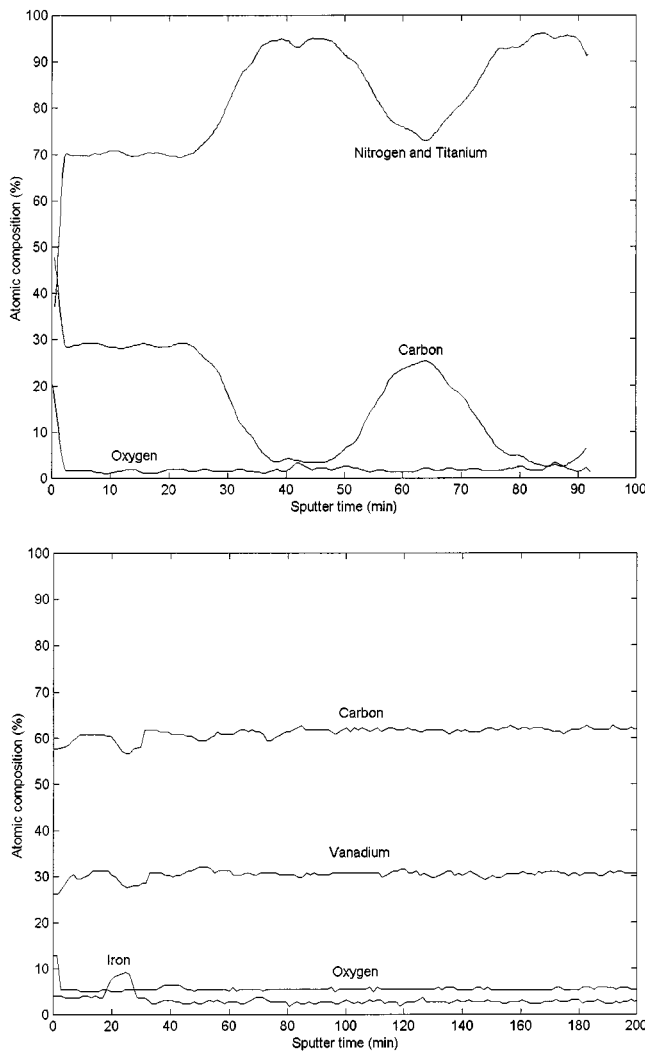 100
90
80
70
60
50
40
30
20
10
0
Atomic composition (%)
Nitrogen and Titanium
Carbon
Oxygen
0 10 20 30 40 50 60 70 80 90 100
Sputter time (min)
100
90
80
70
60
50
40
30
20
10
0
Atomic composition (%)
Carbon
Vanadium
Iron
Oxygen
0 20 40 60 80 100 120 140 160 180 200
Sputter time (min)